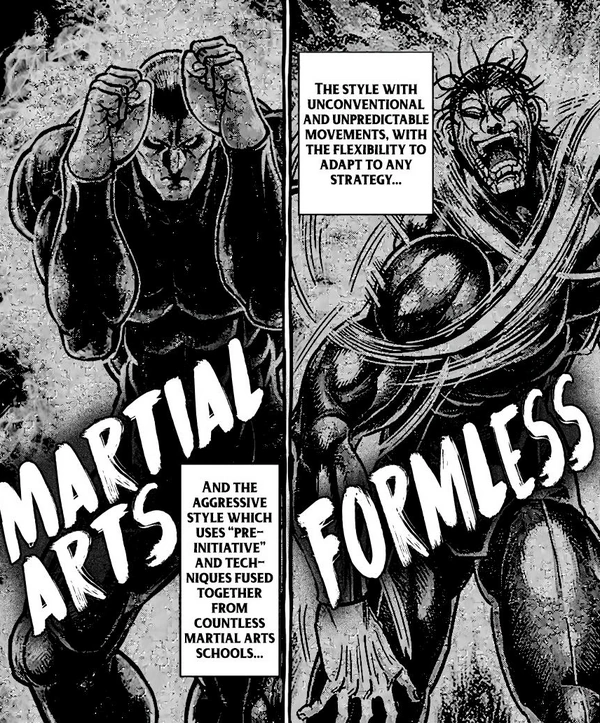 THE STYLE WITH
UNCONVENTIONAL
AND UNPREDICTABLE
MOVEMENTS, WITH
THE FLEXIBILITY TO
ADAPT TO ANY
STRATEGY...
FORMLESS
MARTIAL
ARTS
AND THE
AGGRESSIVE
STYLE WHICH
USES “PRE-
INITIATIVE”
AND TECH-
NIQUES FUSED
TOGETHER
FROM
COUNTLESS
MARTIAL ARTS
SCHOOLS...